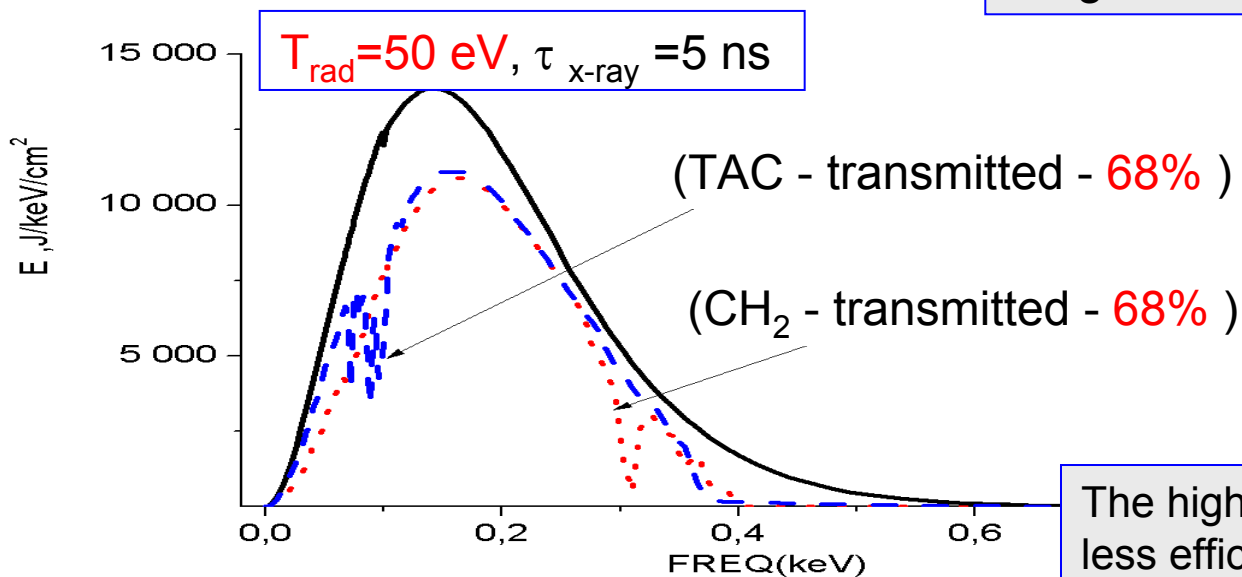 15 000
T_rad=50 eV, τ x-ray =5 ns
E ,J/keV/cm²
(TAC - transmitted - 68% )
10 000
(CH₂ - transmitted - 68% )
5 000
The high
less effic
0,0 0,2 0,4 0,6
FREQ(keV)